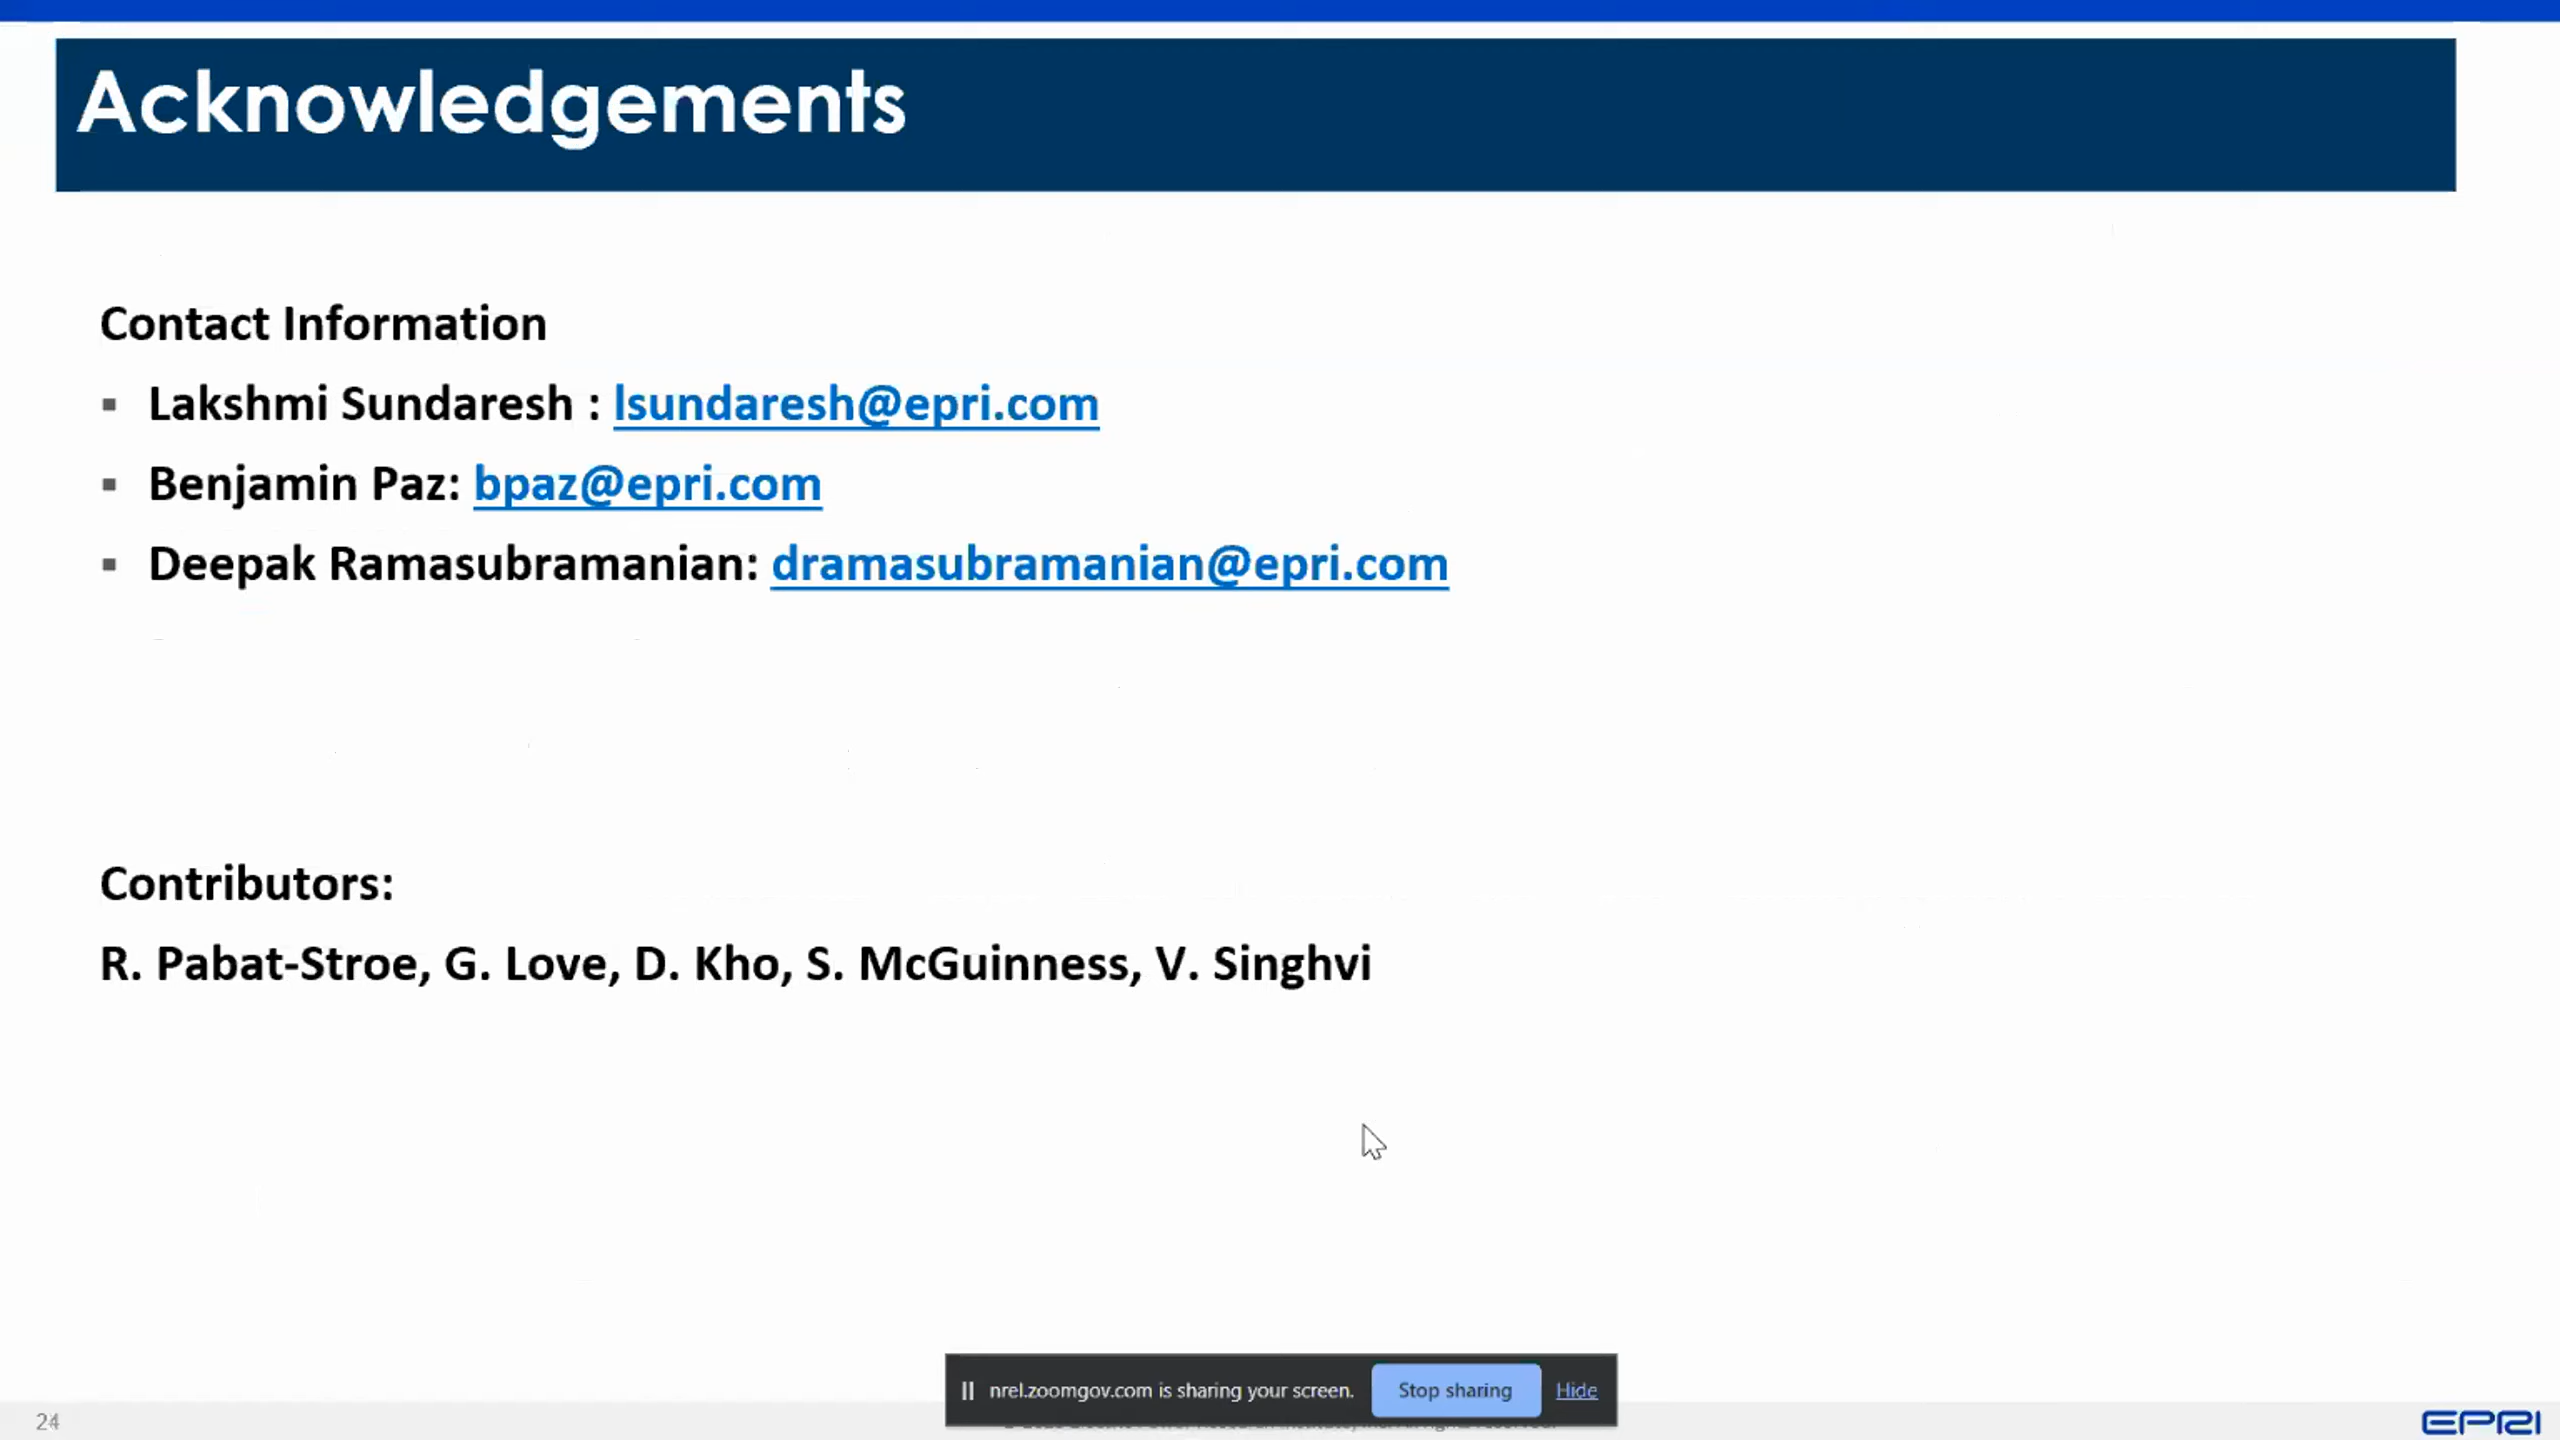 Acknowledgements
Contact Information
▪ Lakshmi Sundaresh : lsundaresh@epri.com
▪ Benjamin Paz: bpaz@epri.com
▪ Deepak Ramasubramanian: dramasubramanian@epri.com
Contributors:
R. Pabat-Stroe, G. Love, D. Kho, S. McGuinness, V. Singhvi
nrel.zoomgov.com is sharing your screen. Stop sharing Hide
24
EPRI